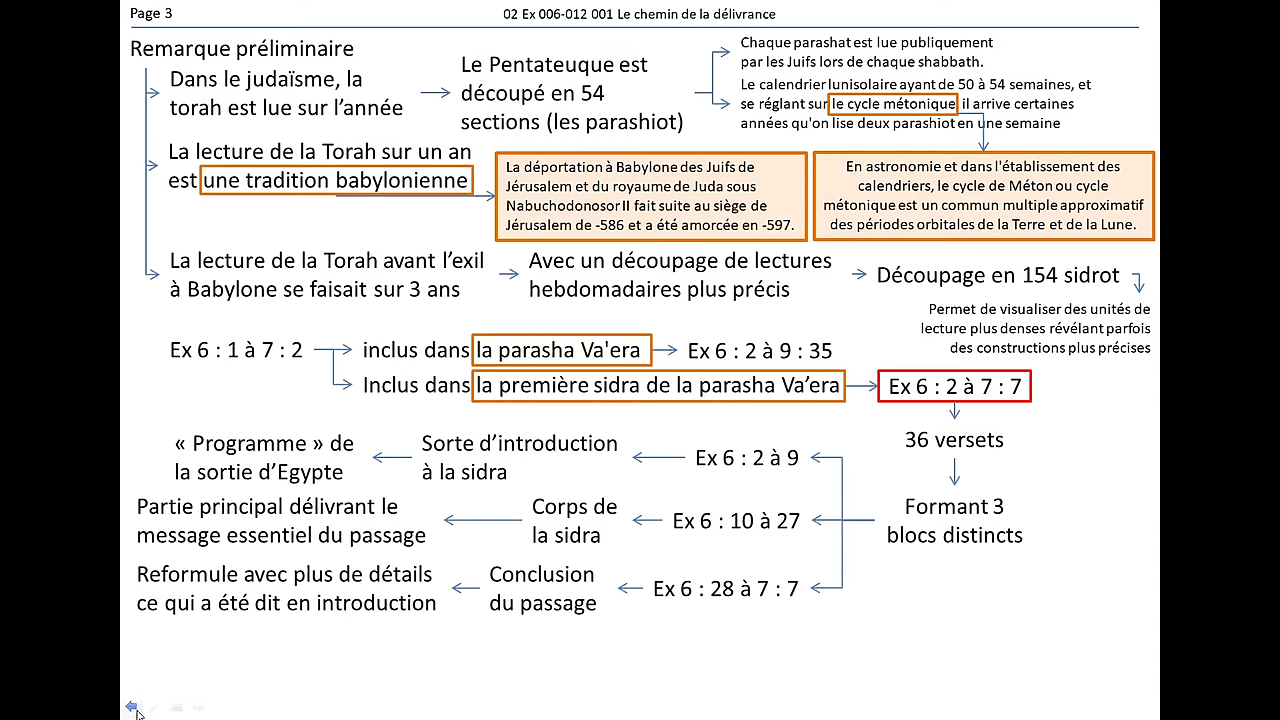 Page 3
02 Ex 006-012 001 Le chemin de la délivrance
Remarque préliminaire
Dans le judaïsme, la
torah est lue sur l'année
Le Pentateuque est
découpé en 54
sections (les parashiot)
Chaque parashat est lue publiquement
par les Juifs lors de chaque shabbath.
Le calendrier lunisolaire ayant de 50 à 54 semaines, et
se réglant sur le cycle métonique, il arrive certaines
années qu'on lise deux parashiot en une semaine
La lecture de la Torah sur un an
est une tradition babylonienne
La déportation à Babylone des Juifs de
Jérusalem et du royaume de Juda sous
Nabuchodonosor II fait suite au siège de
Jérusalem de -586 et a été amorcée en -597.
En astronomie et dans l'établissement des
calendriers, le cycle de Méton ou cycle
métonique est un commun multiple approximatif
des périodes orbitales de la Terre et de la Lune.
La lecture de la Torah avant l'exil
à Babylone se faisait sur 3 ans
Avec un découpage de lectures
hebdomadaires plus précis
Découpage en 154 sidrot
Permet de visualiser des unités de
lecture plus denses révélant parfois
des constructions plus précises
Ex 6 : 1 à 7 : 2
inclus dans la parasha Va'era
Ex 6 : 2 à 9 : 35
Inclus dans la première sidra de la parasha Va'era
Ex 6 : 2 à 7 : 7
36 versets
Formant 3
blocs distincts
Ex 6 : 2 à 9
Sorte d'introduction
à la sidra
« Programme » de
la sortie d'Egypte
Ex 6 : 10 à 27
Corps de
la sidra
Partie principal délivrant le
message essentiel du passage
Ex 6 : 28 à 7 : 7
Conclusion
du passage
Reformule avec plus de détails
ce qui a été dit en introduction